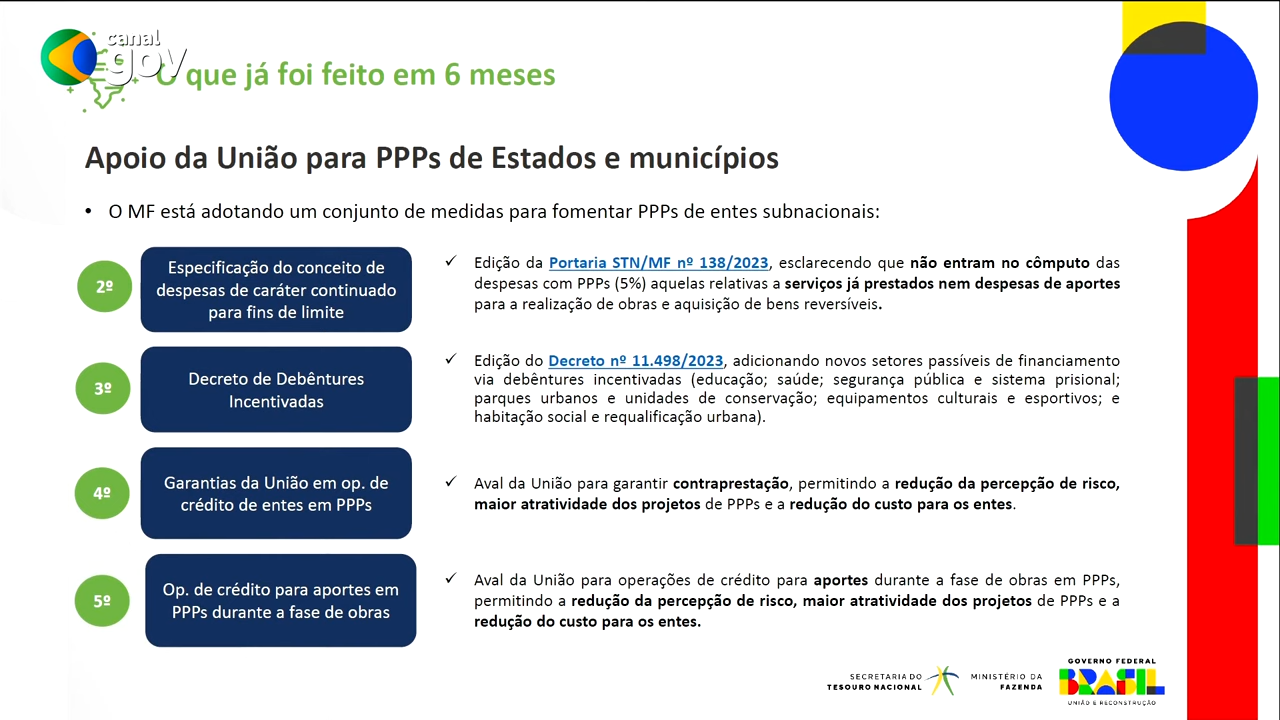 canal
gov
O que já foi feito em 6 meses
Apoio da União para PPPs de Estados e municípios
• O MF está adotando um conjunto de medidas para fomentar PPPs de entes subnacionais:
2º
Especificação do conceito de
despesas de caráter continuado
para fins de limite
✓ Edição da Portaria STN/MF nº 138/2023, esclarecendo que não entram no cômputo das
despesas com PPPs (5%) aquelas relativas a serviços já prestados nem despesas de aportes
para a realização de obras e aquisição de bens reversíveis.
3º
Decreto de Debêntures
Incentivadas
✓ Edição do Decreto nº 11.498/2023, adicionando novos setores passíveis de financiamento
via debêntures incentivadas (educação; saúde; segurança pública e sistema prisional;
parques urbanos e unidades de conservação; equipamentos culturais e esportivos; e
habitação social e requalificação urbana).
4º
Garantias da União em op. de
crédito de entes em PPPs
✓ Aval da União para garantir contraprestação, permitindo a redução da percepção de risco,
maior atratividade dos projetos de PPPs e a redução do custo para os entes.
5º
Op. de crédito para aportes em
PPPs durante a fase de obras
✓ Aval da União para operações de crédito para aportes durante a fase de obras em PPPs,
permitindo a redução da percepção de risco, maior atratividade dos projetos de PPPs e a
redução do custo para os entes.
SECRETARIA DO
TESOURO NACIONAL
MINISTÉRIO DA
FAZENDA
GOVERNO FEDERAL
BRASIL
UNIÃO E RECONSTRUÇÃO